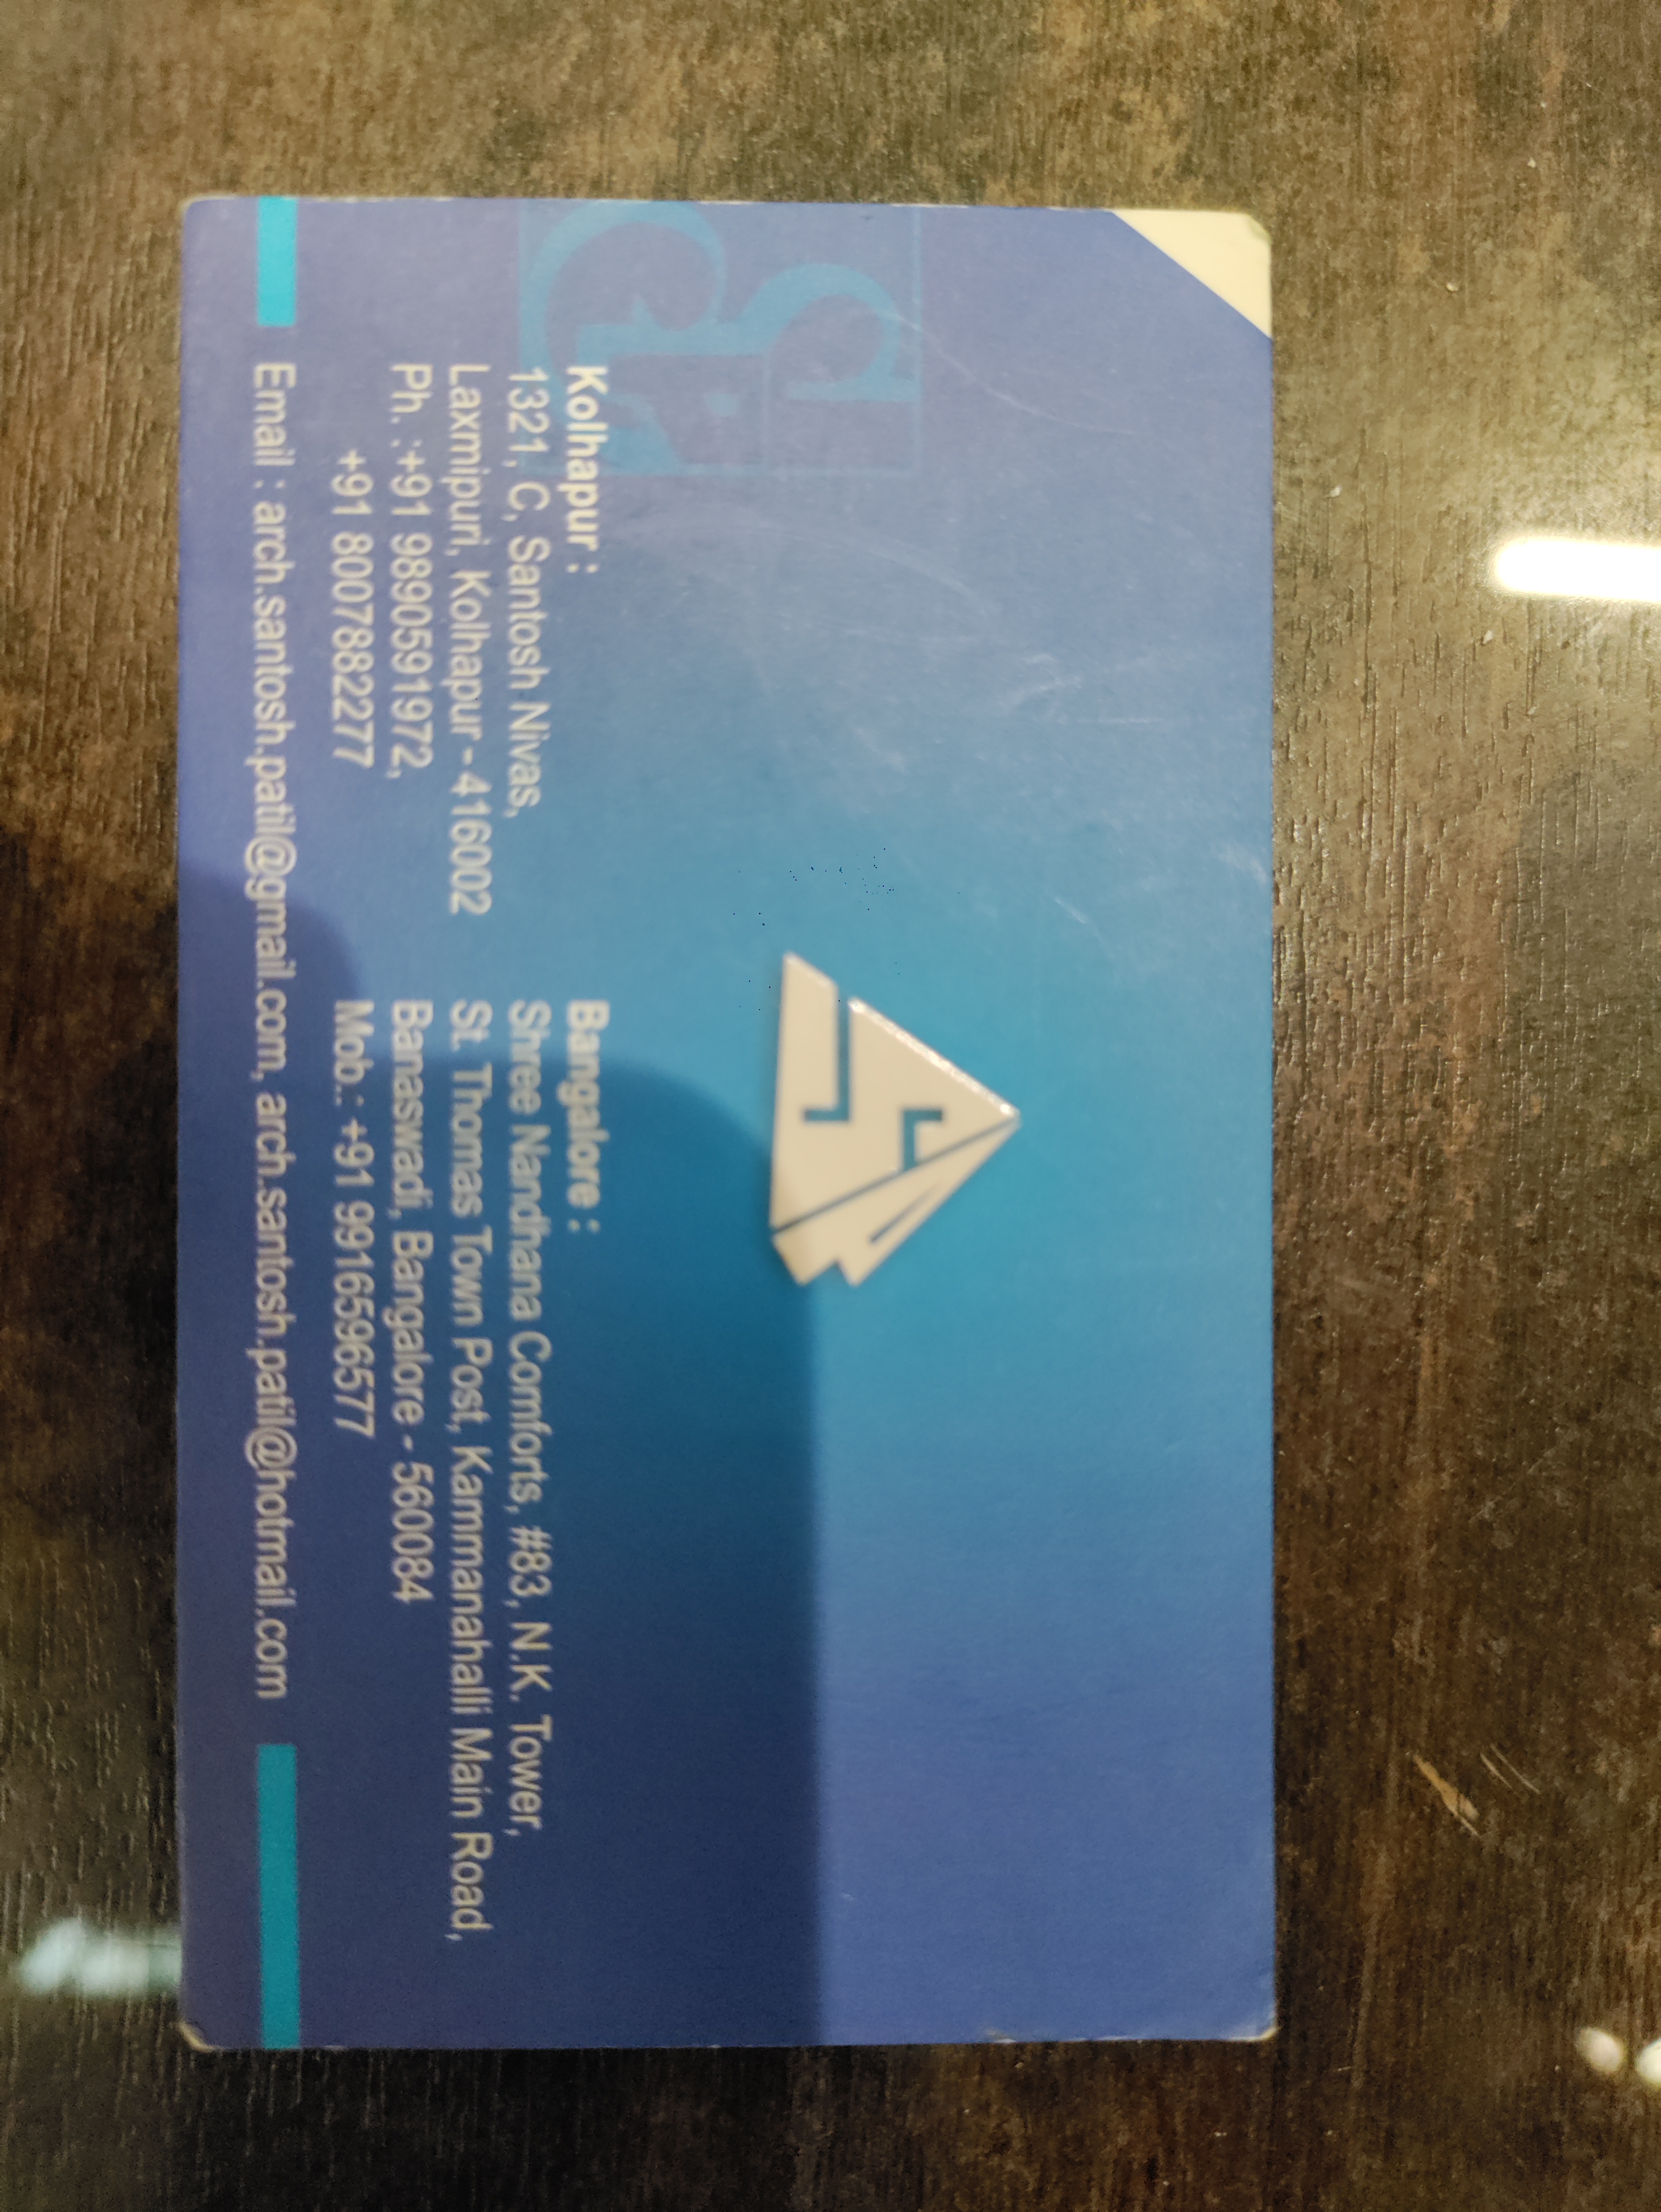 Kolhapur :
1321, C, Santosh Nivas,
Laxmipuri, Kolhapur - 416002
Ph. :+91 9890591972,
+91 8007882277
Bangalore :
Shree Nandhana Comforts, #83, N.K. Tower,
St. Thomas Town Post, Kammanahalli Main Road,
Banaswadi, Bangalore - 560084
Mob.: +91 9916596577
Email : arch.santosh.patil@gmail.com, arch.santosh.patil@hotmail.com